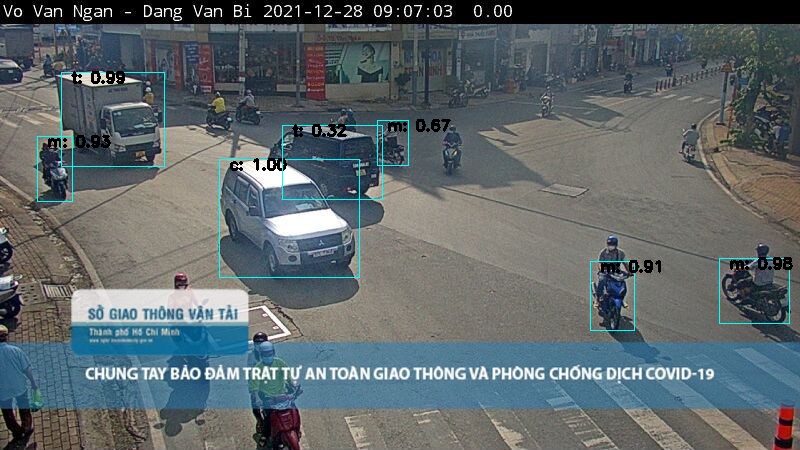 Vo Van Ngan - Dang Van Bi 2021-12-28 09:07:03 0.00
t: 0.99
m: 0.67
t: 0.32
m: 0.93
c: 1.00
m: 0.98
m: 0.91
SỞ GIAO THÔNG VẬN TẢI
Thành phố Hồ Chí Minh
CHUNG TAY BẢO ĐẢM TRẬT TỰ AN TOÀN GIAO THÔNG VÀ PHÒNG CHỐNG DỊCH COVID-19